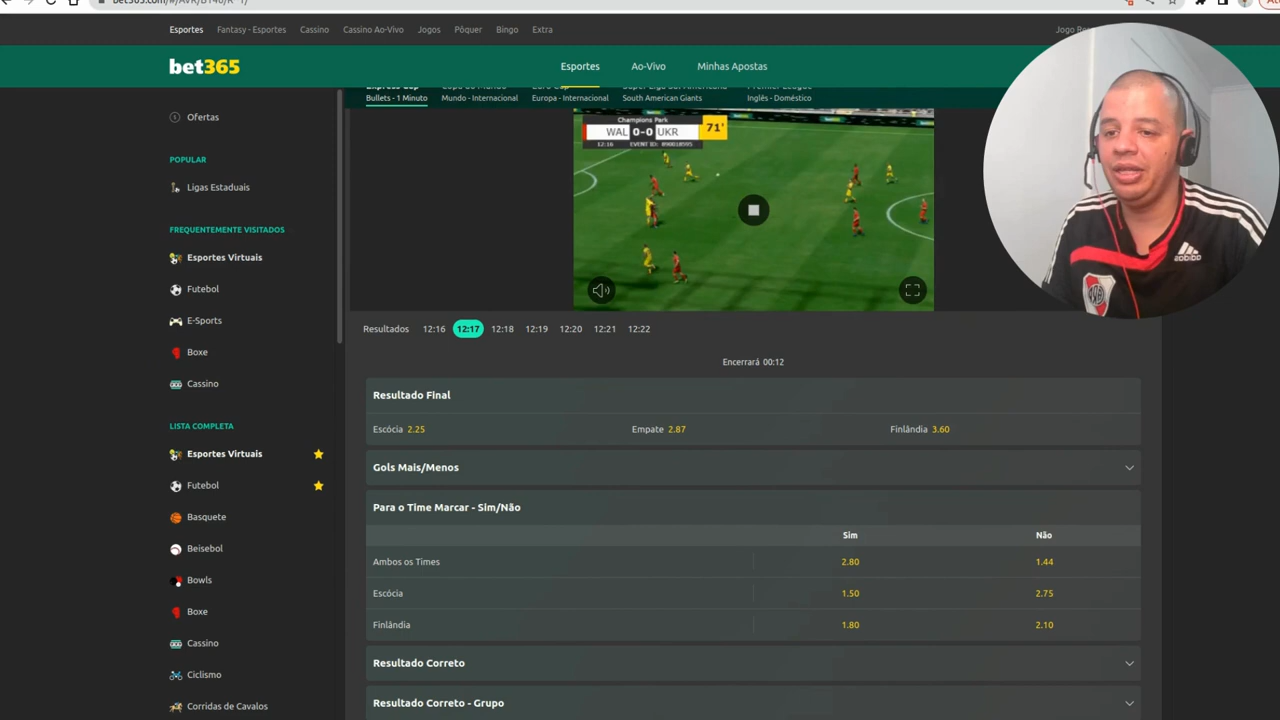 Esportes Fantasy - Esportes Cassino Cassino Ao-Vivo Jogos Pôquer Bingo Extra
bet365
Esportes Ao-Vivo Minhas Apostas
Bullets - 1 Minuto Mundo - Internacional Europa - Internacional South American Giants Inglês - Doméstico
Ofertas
POPULAR
Ligas Estaduais
FREQUENTEMENTE VISITADOS
Esportes Virtuais
Futebol
E-Sports
Boxe
Cassino
LISTA COMPLETA
Esportes Virtuais
Futebol
Basquete
Beisebol
Bowls
Boxe
Cassino
Ciclismo
Corridas de Cavalos
Champions Park
WAL 0-0 UKR 71'
12:16 EVENT ID:
Resultados 12:16 12:17 12:18 12:19 12:20 12:21 12:22
Encerrará 00:12
Resultado Final
Escócia 2.25 Empate 2.87 Finlândia 3.60
Gols Mais/Menos
Para o Time Marcar - Sim/Não
Sim Não
Ambos os Times 2.80 1.44
Escócia 1.50 2.75
Finlândia 1.80 2.10
Resultado Correto
Resultado Correto - Grupo
adidas